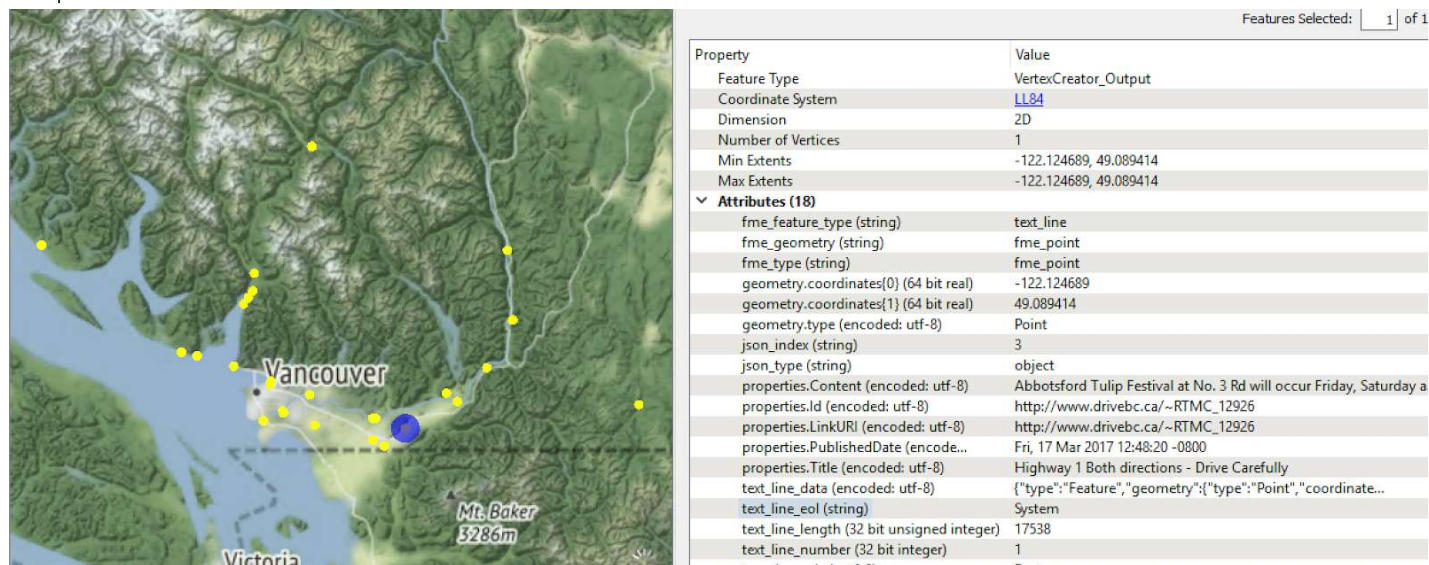 Features Selected: 1 of 1
Property Value
Feature Type VertexCreator_Output
Coordinate System LL84
Dimension 2D
Number of Vertices 1
Min Extents -122.124689, 49.089414
Max Extents -122.124689, 49.089414
Attributes (18)
fme_feature_type (string) text_line
fme_geometry (string) fme_point
fme_type (string) fme_point
geometry.coordinates{0} (64 bit real) -122.124689
geometry.coordinates{1} (64 bit real) 49.089414
geometry.type (encoded: utf-8) Point
json_index (string) 3
json_type (string) object
properties.Content (encoded: utf-8) Abbotsford Tulip Festival at No. 3 Rd will occur Friday, Saturday a
properties.Id (encoded: utf-8) http://www.drivebc.ca/~RTMC_12926
properties.LinkURI (encoded: utf-8) http://www.drivebc.ca/~RTMC_12926
properties.PublishedDate (encode... Fri, 17 Mar 2017 12:48:20 -0800
properties.Title (encoded: utf-8) Highway 1 Both directions - Drive Carefully
text_line_data (encoded: utf-8) {"type":"Feature","geometry":{"type":"Point","coordinate...
text_line_eol (string) System
text_line_length (32 bit unsigned integer) 17538
text_line_number (32 bit integer) 1
Vancouver
Mt. Baker
3286m
Victoria